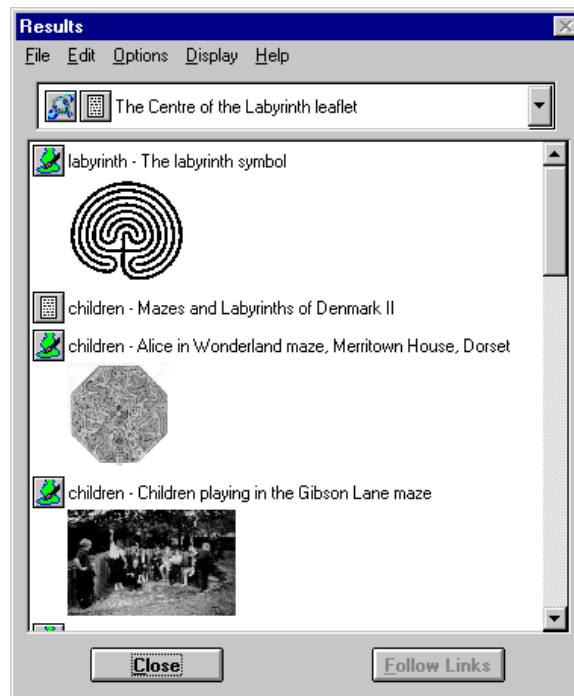 Results
File Edit Options Display Help
The Centre of the Labyrinth leaflet
labyrinth - The labyrinth symbol
children - Mazes and Labyrinths of Denmark II
children - Alice in Wonderland maze, Merritown House, Dorset
children - Children playing in the Gibson Lane maze
Close Follow Links